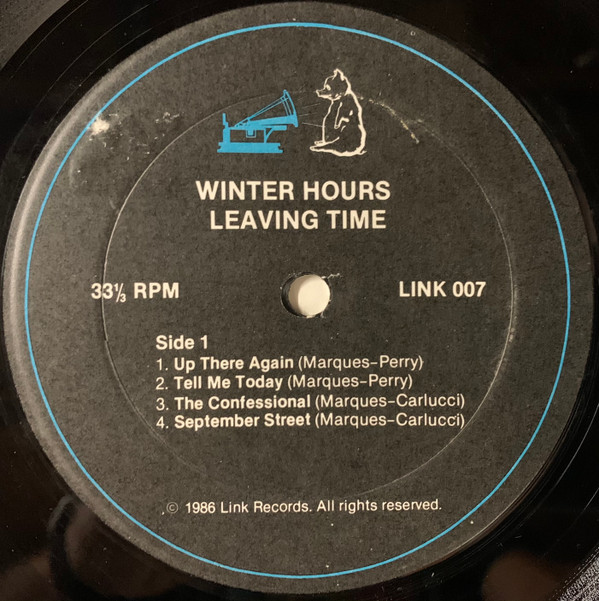 WINTER HOURS
LEAVING TIME
33⅓ RPM
LINK 007
Side 1
1. Up There Again (Marques-Perry)
2. Tell Me Today (Marques-Perry)
3. The Confessional (Marques-Carlucci)
4. September Street (Marques-Carlucci)
© 1986 Link Records. All rights reserved.